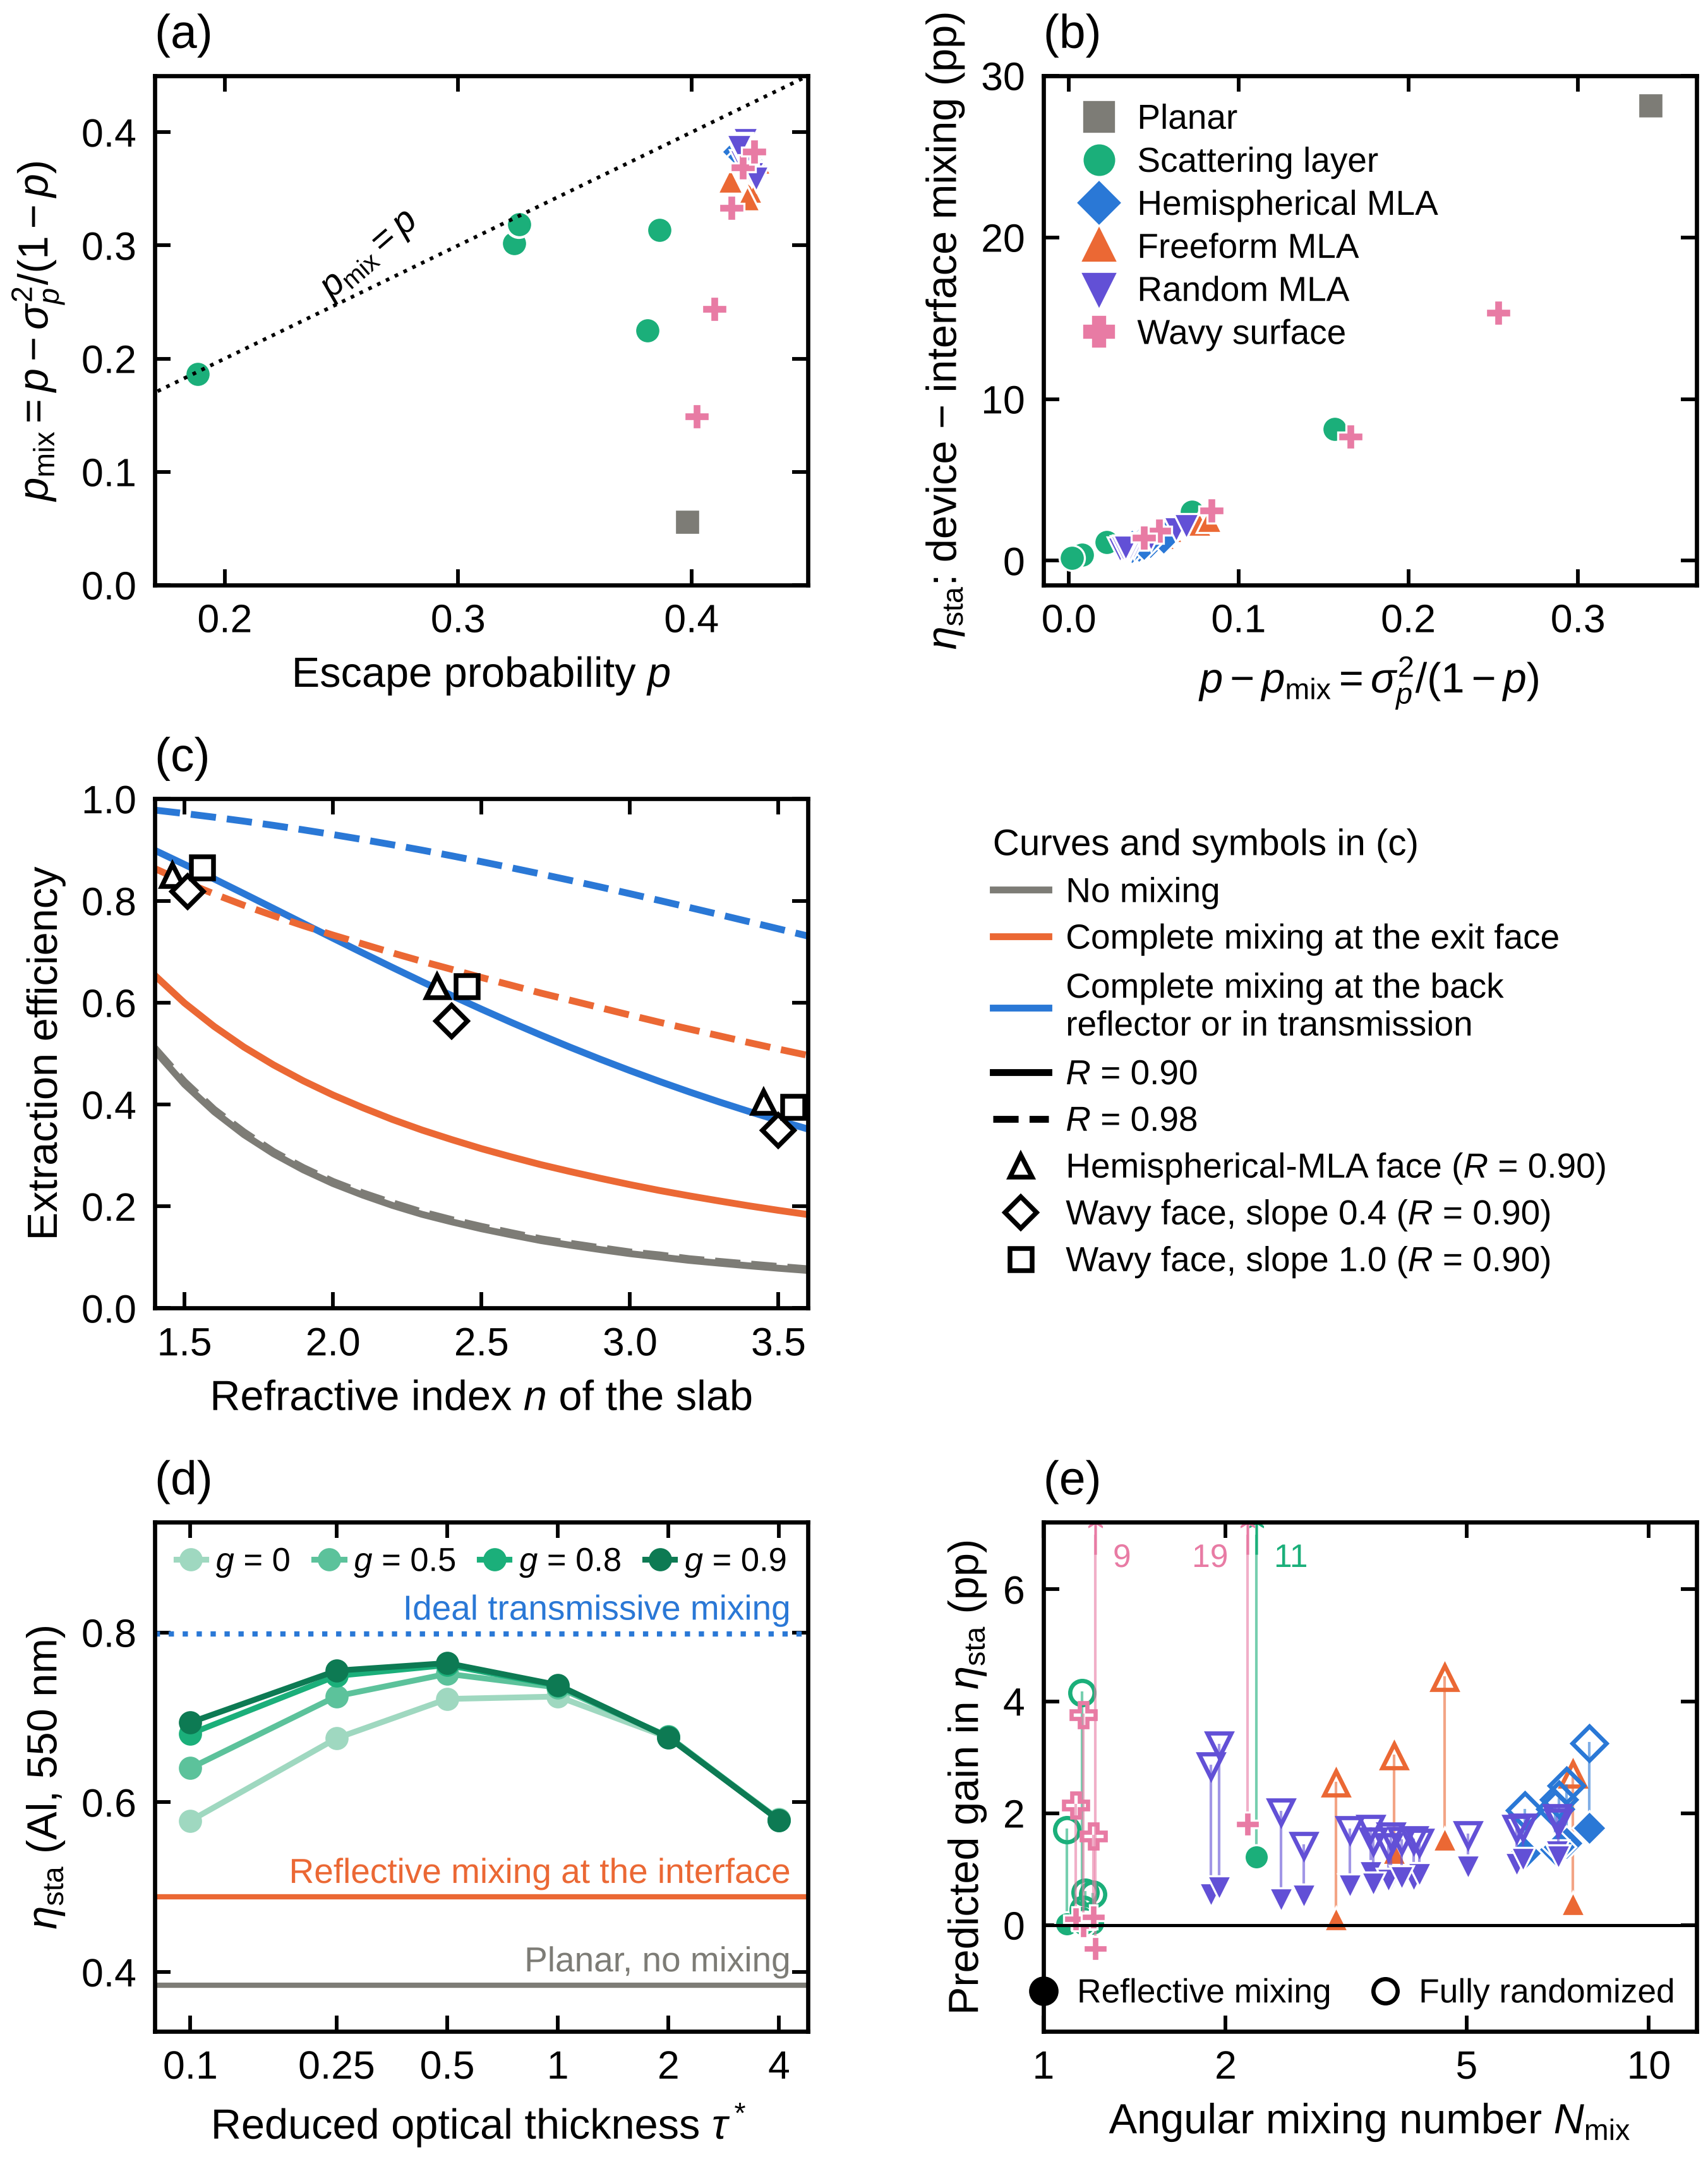 (a)
0.4
0.3
0.2
0.1
0.0
p_mix = p − σ_p^2/(1 − p)
p_mix = p
0.2
0.3
0.4
Escape probability p
(b)
30
20
10
0
η_sta: device − interface mixing (pp)
Planar
Scattering layer
Hemispherical MLA
Freeform MLA
Random MLA
Wavy surface
0.0
0.1
0.2
0.3
p − p_mix = σ_p^2/(1 − p)
(c)
1.0
0.8
0.6
0.4
0.2
0.0
Extraction efficiency
1.5
2.0
2.5
3.0
3.5
Refractive index n of the slab
Curves and symbols in (c)
No mixing
Complete mixing at the exit face
Complete mixing at the back
reflector or in transmission
R = 0.90
R = 0.98
Hemispherical-MLA face (R = 0.90)
Wavy face, slope 0.4 (R = 0.90)
Wavy face, slope 1.0 (R = 0.90)
(d)
g = 0
g = 0.5
g = 0.8
g = 0.9
Ideal transmissive mixing
Reflective mixing at the interface
Planar, no mixing
0.8
0.6
0.4
η_sta (Al, 550 nm)
0.1
0.25
0.5
1
2
4
Reduced optical thickness τ*
(e)
9
19
11
6
4
2
0
Predicted gain in η_sta (pp)
Reflective mixing
Fully randomized
1
2
5
10
Angular mixing number N_mix